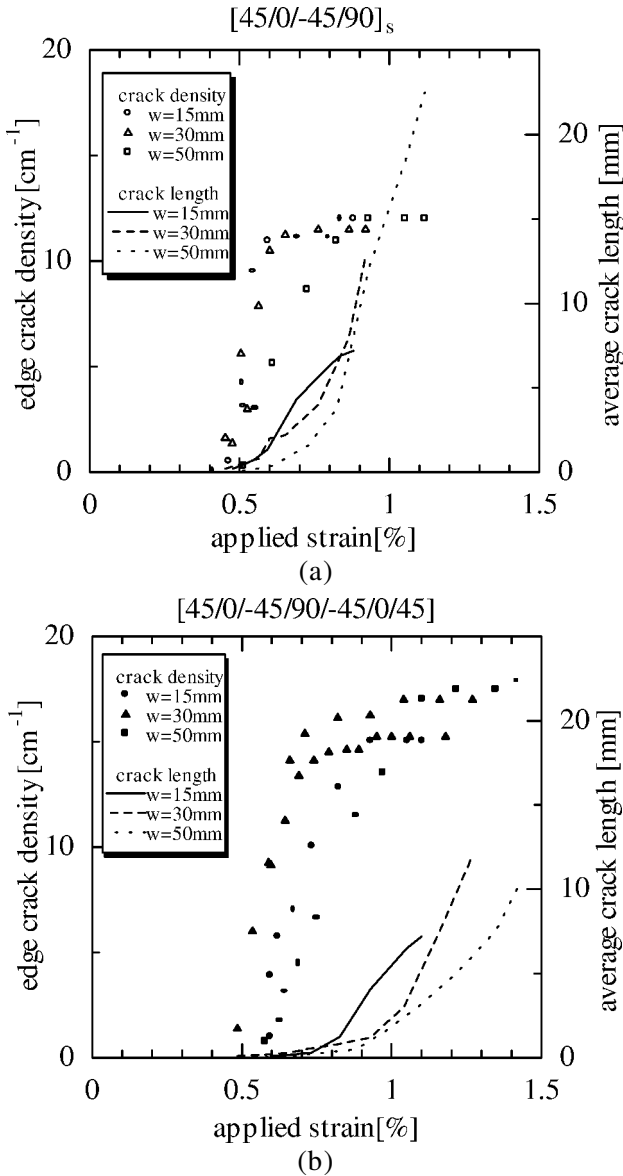 [45/0/-45/90]s
20
10
0
edge crack density [cm-1]
crack density
w=15mm
w=30mm
w=50mm
crack length
w=15mm
w=30mm
w=50mm
20
10
0
average crack length [mm]
0 0.5 1 1.5
applied strain[%]
(a)
[45/0/-45/90/-45/0/45]
20
10
0
edge crack density [cm-1]
crack density
w=15mm
w=30mm
w=50mm
crack length
w=15mm
w=30mm
w=50mm
20
10
0
average crack length [mm]
0 0.5 1 1.5
applied strain[%]
(b)